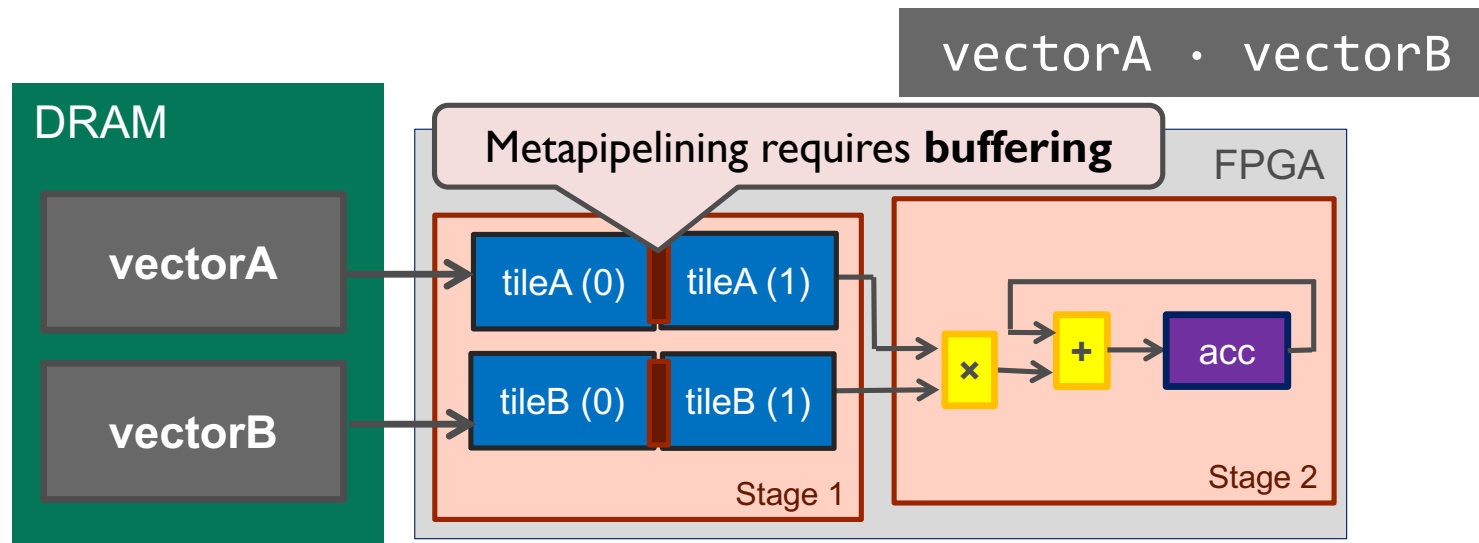 vectorA · vectorB
DRAM
Metapipelining requires buffering
FPGA
vectorA
tileA (0)
tileA (1)
vectorB
tileB (0)
tileB (1)
Stage 1
×
+
acc
Stage 2